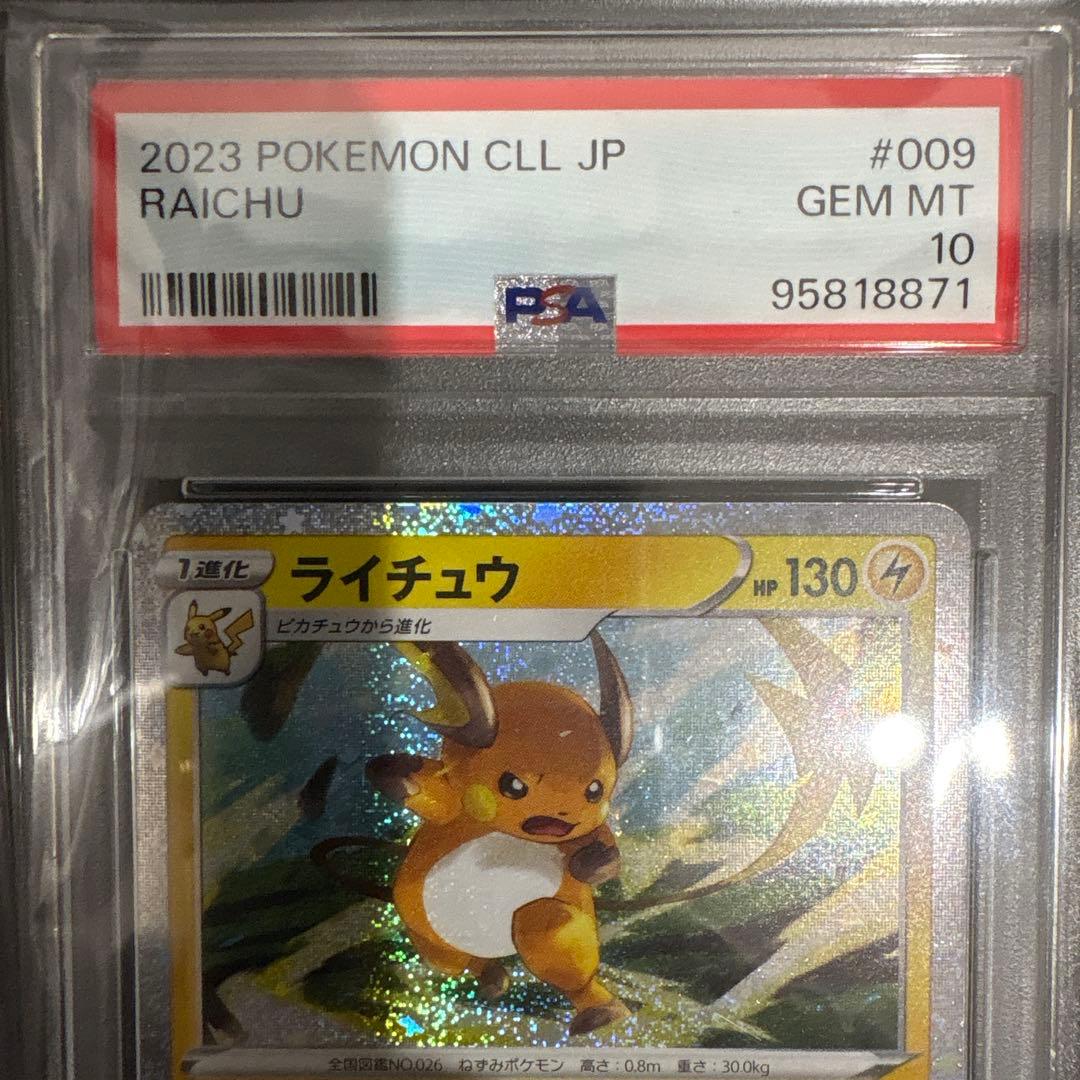 2023 POKEMON CLL JP #009
RAICHU GEM MT
10
PSA 95818871
1進化 ライチュウ HP 130
ピカチュウから進化
全国図鑑NO.026 ねずみポケモン 高さ:0.8m 重さ:30.0kg